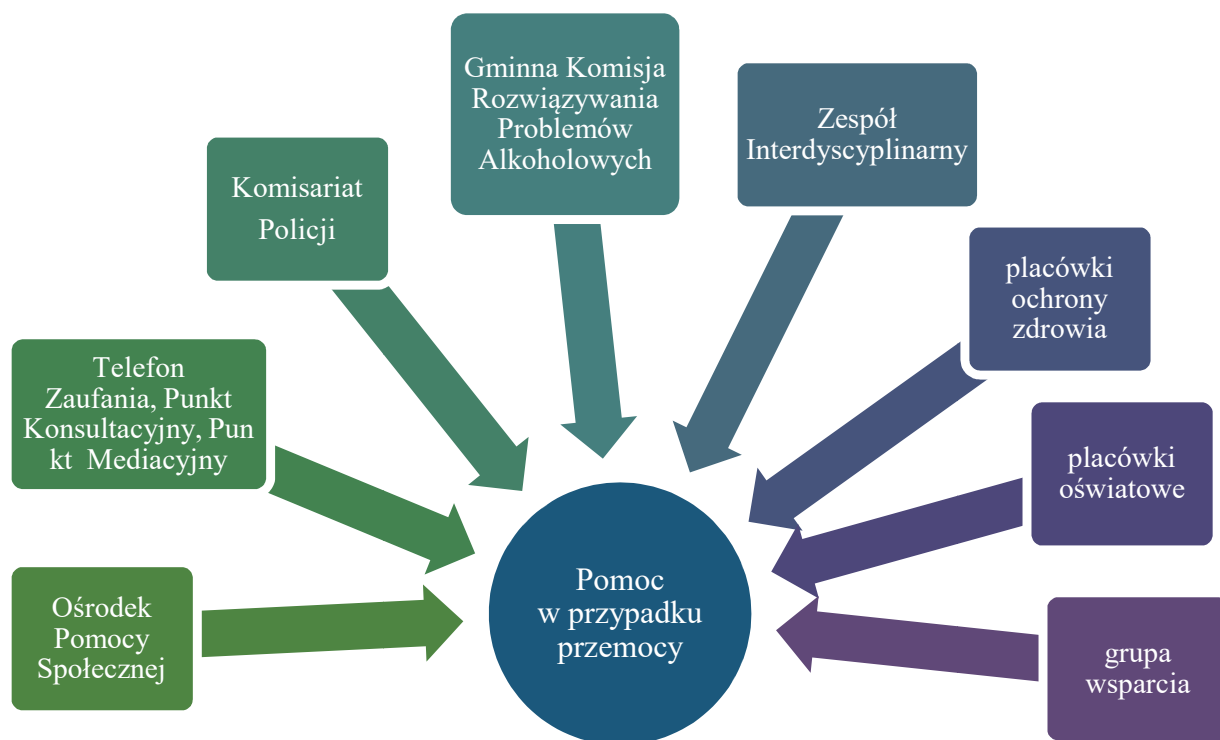 Gminna Komisja
Rozwiązywania
Problemów
Alkoholowych
Zespół
Interdyscyplinarny
Komisariat
Policji
placówki
ochrony
zdrowia
Telefon
Zaufania, Punkt
Konsultacyjny, Pun
kt Mediacyjny
placówki
oświatowe
Ośrodek
Pomocy
Społecznej
Pomoc
w przypadku
przemocy
grupa
wsparcia